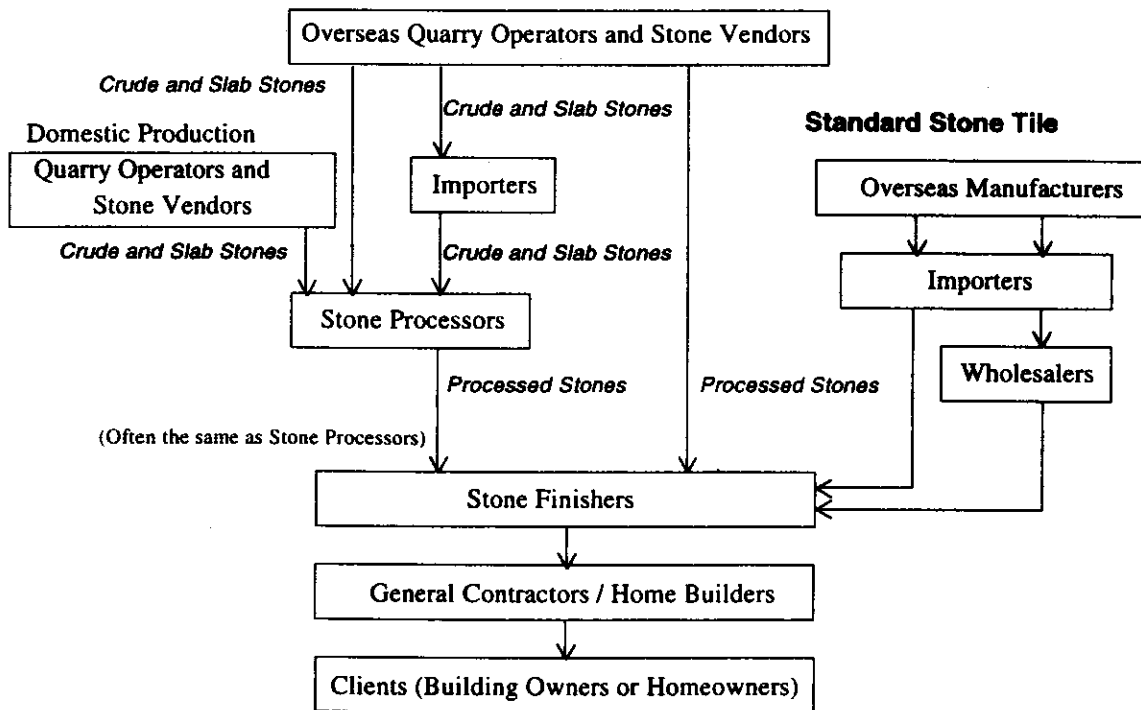 Overseas Quarry Operators and Stone Vendors
Crude and Slab Stones
Crude and Slab Stones
Standard Stone Tile
Domestic Production
Quarry Operators and
Stone Vendors
Importers
Overseas Manufacturers
Crude and Slab Stones
Crude and Slab Stones
Importers
Stone Processors
Wholesalers
Processed Stones
Processed Stones
(Often the same as Stone Processors)
Stone Finishers
General Contractors / Home Builders
Clients (Building Owners or Homeowners)